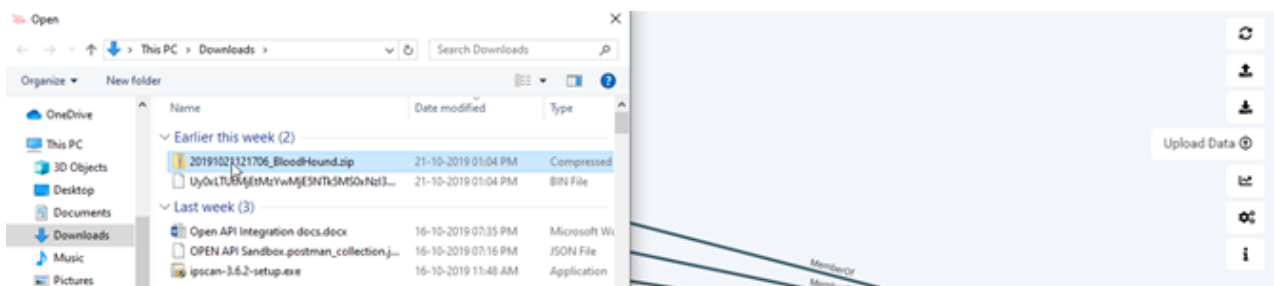 Open
This PC > Downloads >
Search Downloads
Organize
New folder
Name
Date modified
Type
OneDrive
This PC
3D Objects
Desktop
Documents
Downloads
Music
Pictures
Earlier this week (2)
20191021121706_BloodHound.zip 21-10-2019 01:04 PM Compressed
21-10-2019 01:04 PM BIN File
Last week (3)
Open API Integration docs.docx 16-10-2019 07:35 PM Microsoft Wo
OPEN API Sandbox.postman_collection.j... 16-10-2019 07:16 PM JSON File
ipscan-3.6.2-setup.exe 16-10-2019 11:48 AM Application
Upload Data
MemberOf